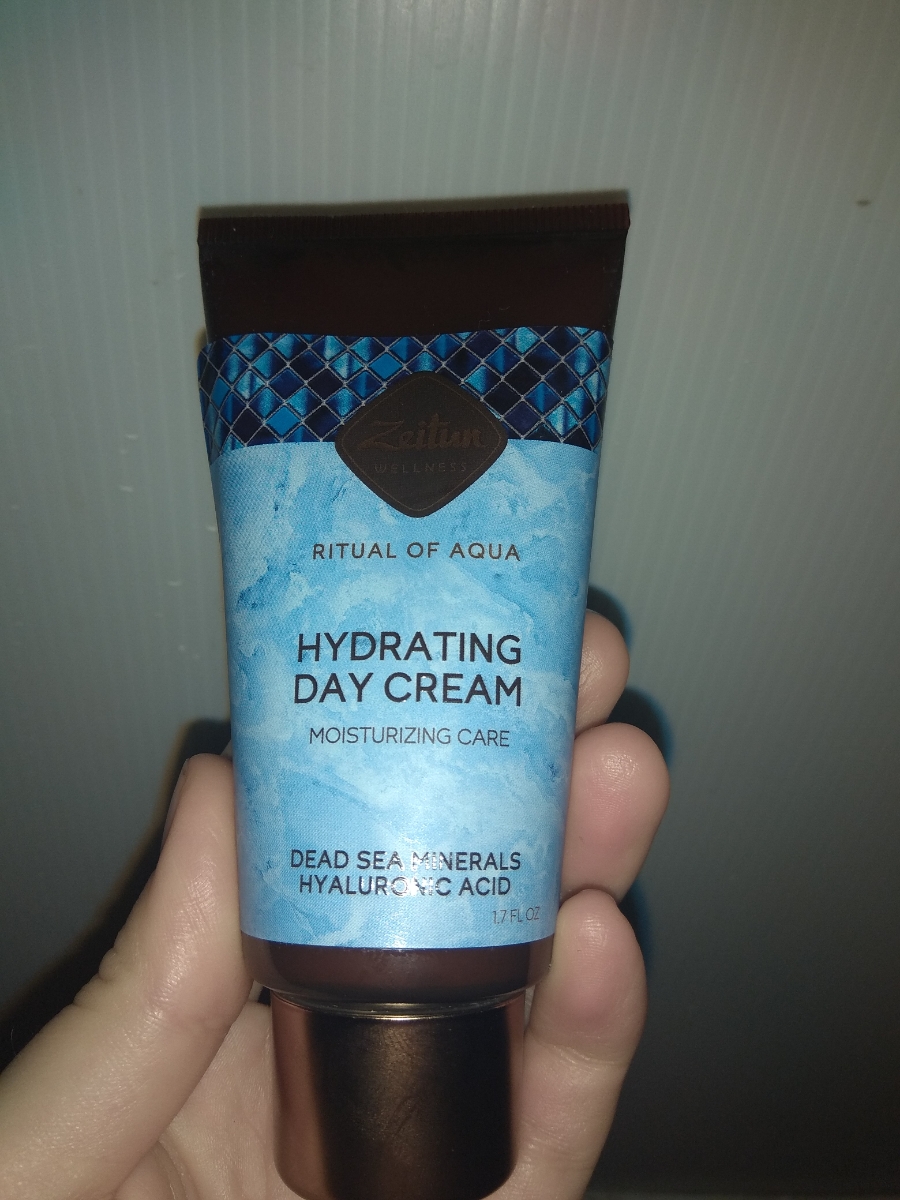 Zeitun
WELLNESS
RITUAL OF AQUA
HYDRATING
DAY CREAM
MOISTURIZING CARE
DEAD SEA MINERALS
HYALURONIC ACID
1.7 FL OZ